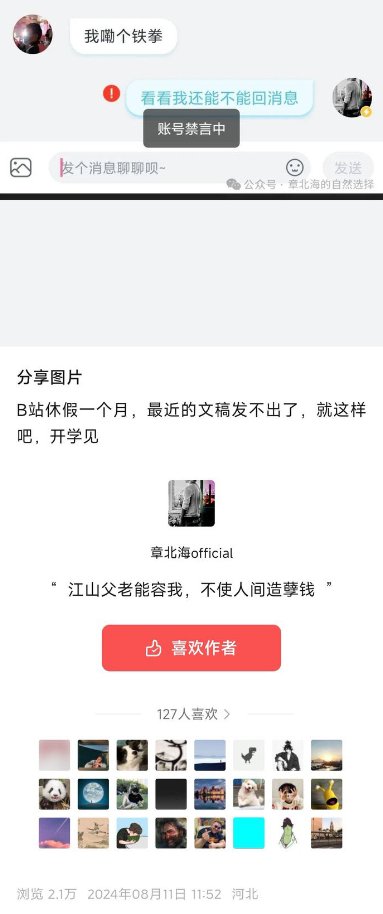 我嘞个铁拳
看看我还能不能回消息
账号禁言中
发个消息聊聊呗~
发送
公众号·章北海的自然选择
分享图片
B站休假一个月，最近的文稿发不出了，就这样
吧，开学见
章北海official
“ 江山父老能容我，不使人间造孽钱 ”
喜欢作者
127人喜欢
浏览 2.1万 2024年08月11日 11:52 河北